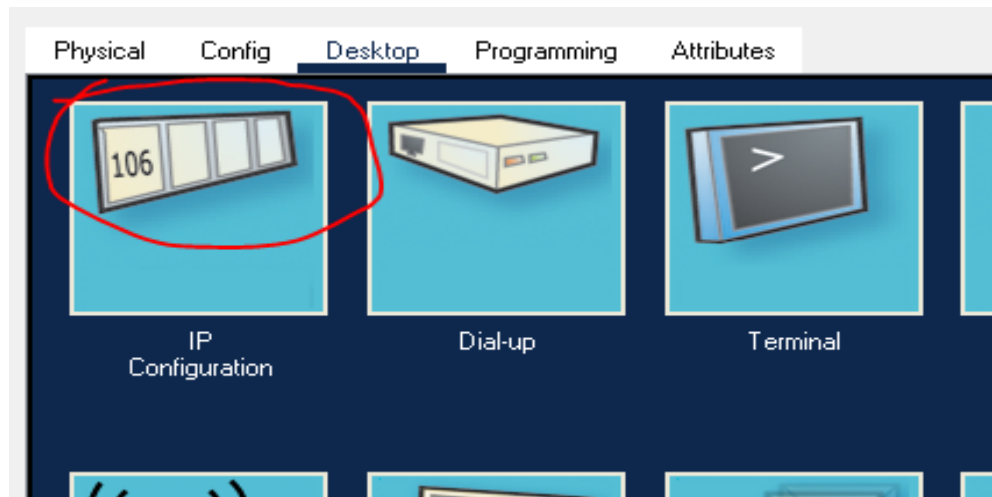 Physical Config Desktop Programming Attributes
106
>
IP
Configuration
Dial-up
Terminal